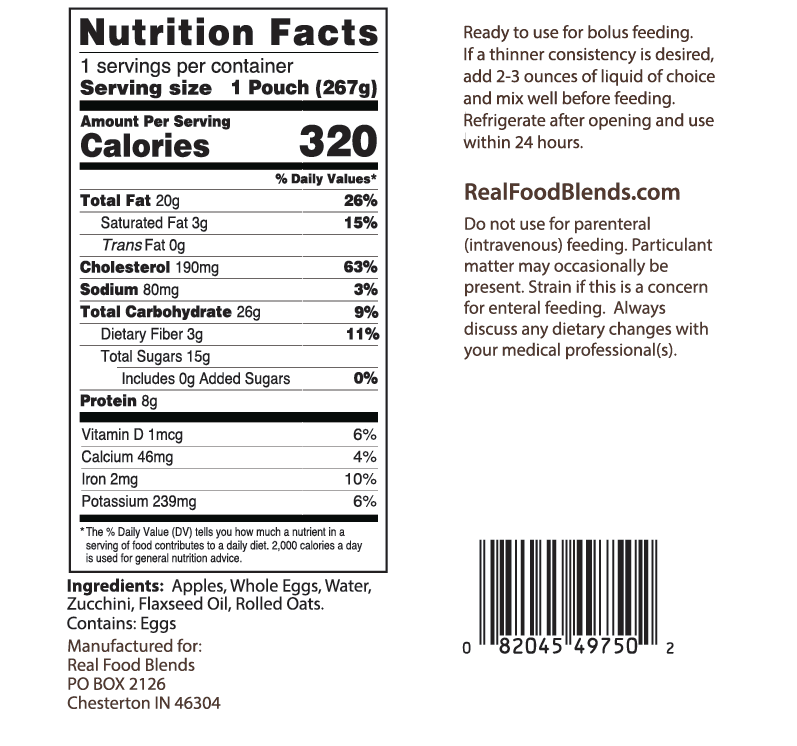 Nutrition Facts
1 servings per container
Serving size 1 Pouch (267g)
Amount Per Serving
Calories 320
% Daily Values*
Total Fat 20g 26%
Saturated Fat 3g 15%
Trans Fat 0g
Cholesterol 190mg 63%
Sodium 80mg 3%
Total Carbohydrate 26g 9%
Dietary Fiber 3g 11%
Total Sugars 15g
Includes 0g Added Sugars 0%
Protein 8g
Vitamin D 1mcg 6%
Calcium 46mg 4%
Iron 2mg 10%
Potassium 239mg 6%
*The % Daily Value (DV) tells you how much a nutrient in a
serving of food contributes to a daily diet. 2,000 calories a day
is used for general nutrition advice.
Ingredients: Apples, Whole Eggs, Water,
Zucchini, Flaxseed Oil, Rolled Oats.
Contains: Eggs
Manufactured for:
Real Food Blends
PO BOX 2126
Chesterton IN 46304
Ready to use for bolus feeding.
If a thinner consistency is desired,
add 2-3 ounces of liquid of choice
and mix well before feeding.
Refrigerate after opening and use
within 24 hours.
RealFoodBlends.com
Do not use for parenteral
(intravenous) feeding. Particulant
matter may occasionally be
present. Strain if this is a concern
for enteral feeding. Always
discuss any dietary changes with
your medical professional(s).
0 82045 49750 2